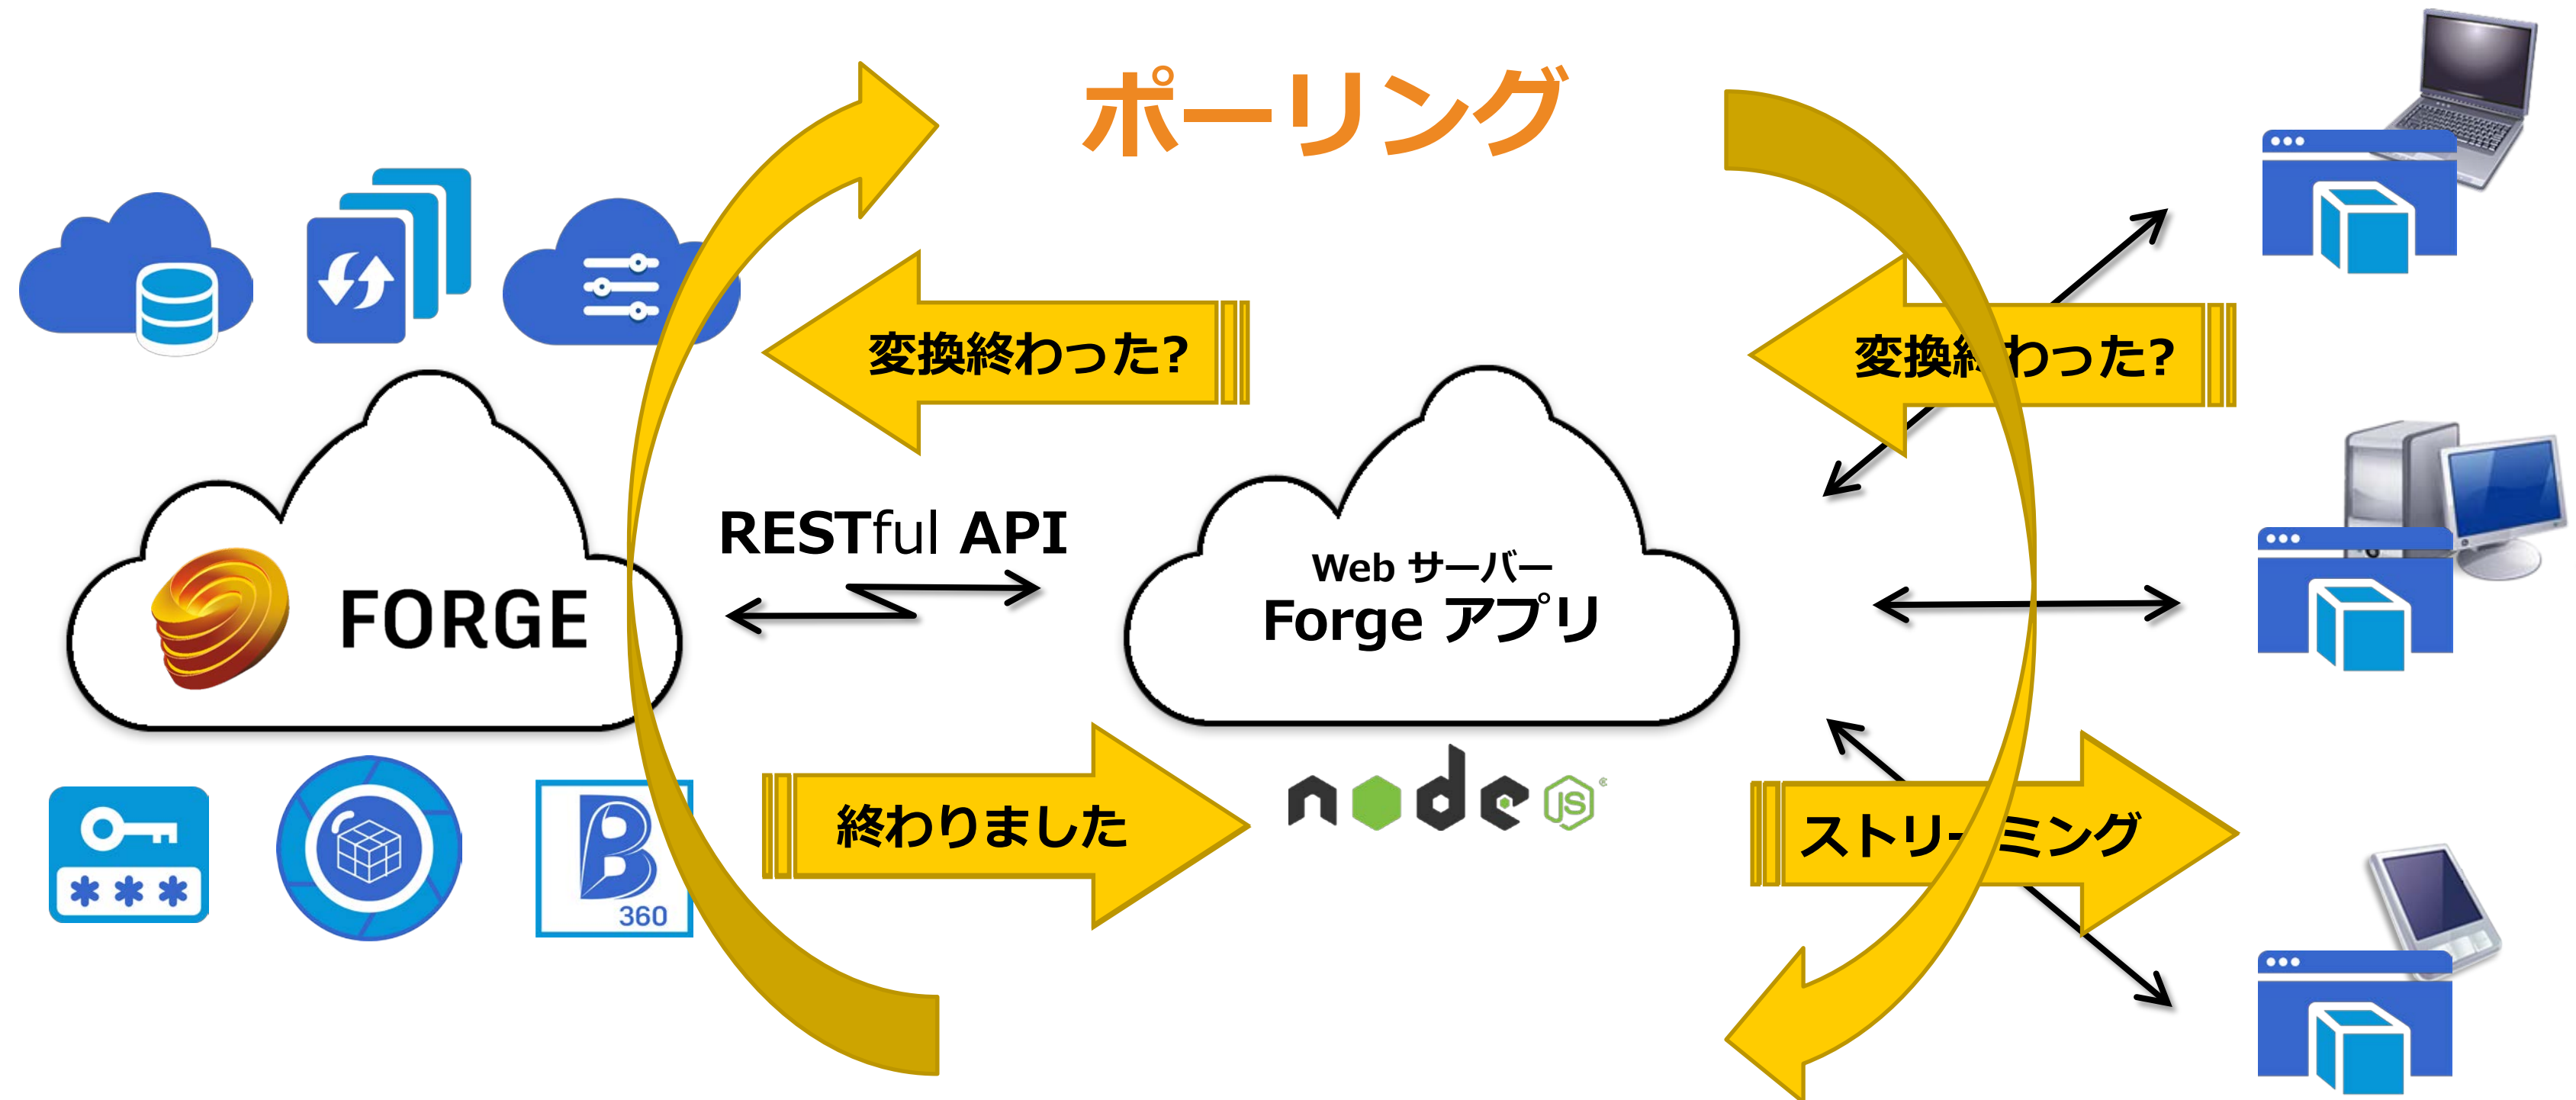 ポーリング
変換終わった?
変換終わった?
RESTful API
FORGE
Web サーバー
Forge アプリ
終わりました
node
JS
ストリーミング
***
B
360